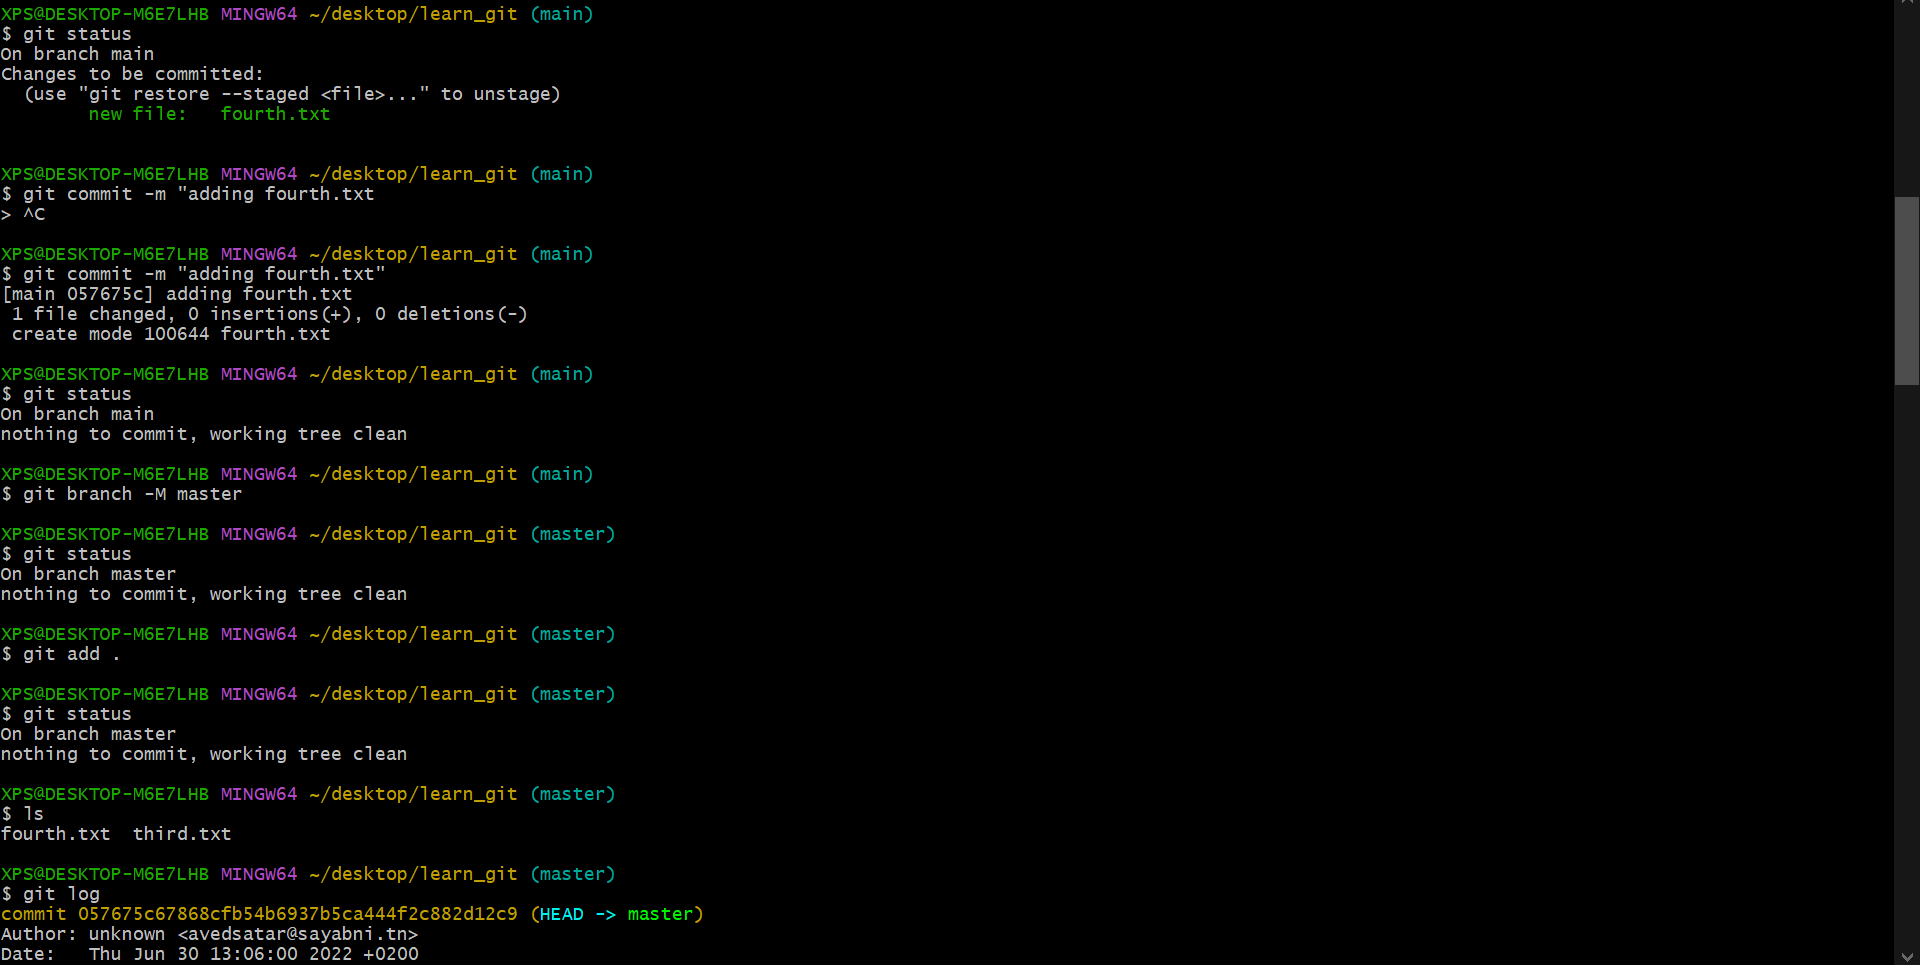 XPS@DESKTOP-M6E7LHB MINGW64 ~/desktop/learn_git (main)
$ git status
On branch main
Changes to be committed:
  (use "git restore --staged <file>..." to unstage)
        new file:   fourth.txt

XPS@DESKTOP-M6E7LHB MINGW64 ~/desktop/learn_git (main)
$ git commit -m "adding fourth.txt
> ^C

XPS@DESKTOP-M6E7LHB MINGW64 ~/desktop/learn_git (main)
$ git commit -m "adding fourth.txt"
[main 057675c] adding fourth.txt
 1 file changed, 0 insertions(+), 0 deletions(-)
 create mode 100644 fourth.txt

XPS@DESKTOP-M6E7LHB MINGW64 ~/desktop/learn_git (main)
$ git status
On branch main
nothing to commit, working tree clean

XPS@DESKTOP-M6E7LHB MINGW64 ~/desktop/learn_git (main)
$ git branch -M master

XPS@DESKTOP-M6E7LHB MINGW64 ~/desktop/learn_git (master)
$ git status
On branch master
nothing to commit, working tree clean

XPS@DESKTOP-M6E7LHB MINGW64 ~/desktop/learn_git (master)
$ git add .

XPS@DESKTOP-M6E7LHB MINGW64 ~/desktop/learn_git (master)
$ git status
On branch master
nothing to commit, working tree clean

XPS@DESKTOP-M6E7LHB MINGW64 ~/desktop/learn_git (master)
$ ls
fourth.txt  third.txt

XPS@DESKTOP-M6E7LHB MINGW64 ~/desktop/learn_git (master)
$ git log
commit 057675c67868cfb54b6937b5ca444f2c882d12c9 (HEAD -> master)
Author: unknown <avedsatar@sayabni.tn>
Date:   Thu Jun 30 13:06:00 2022 +0200